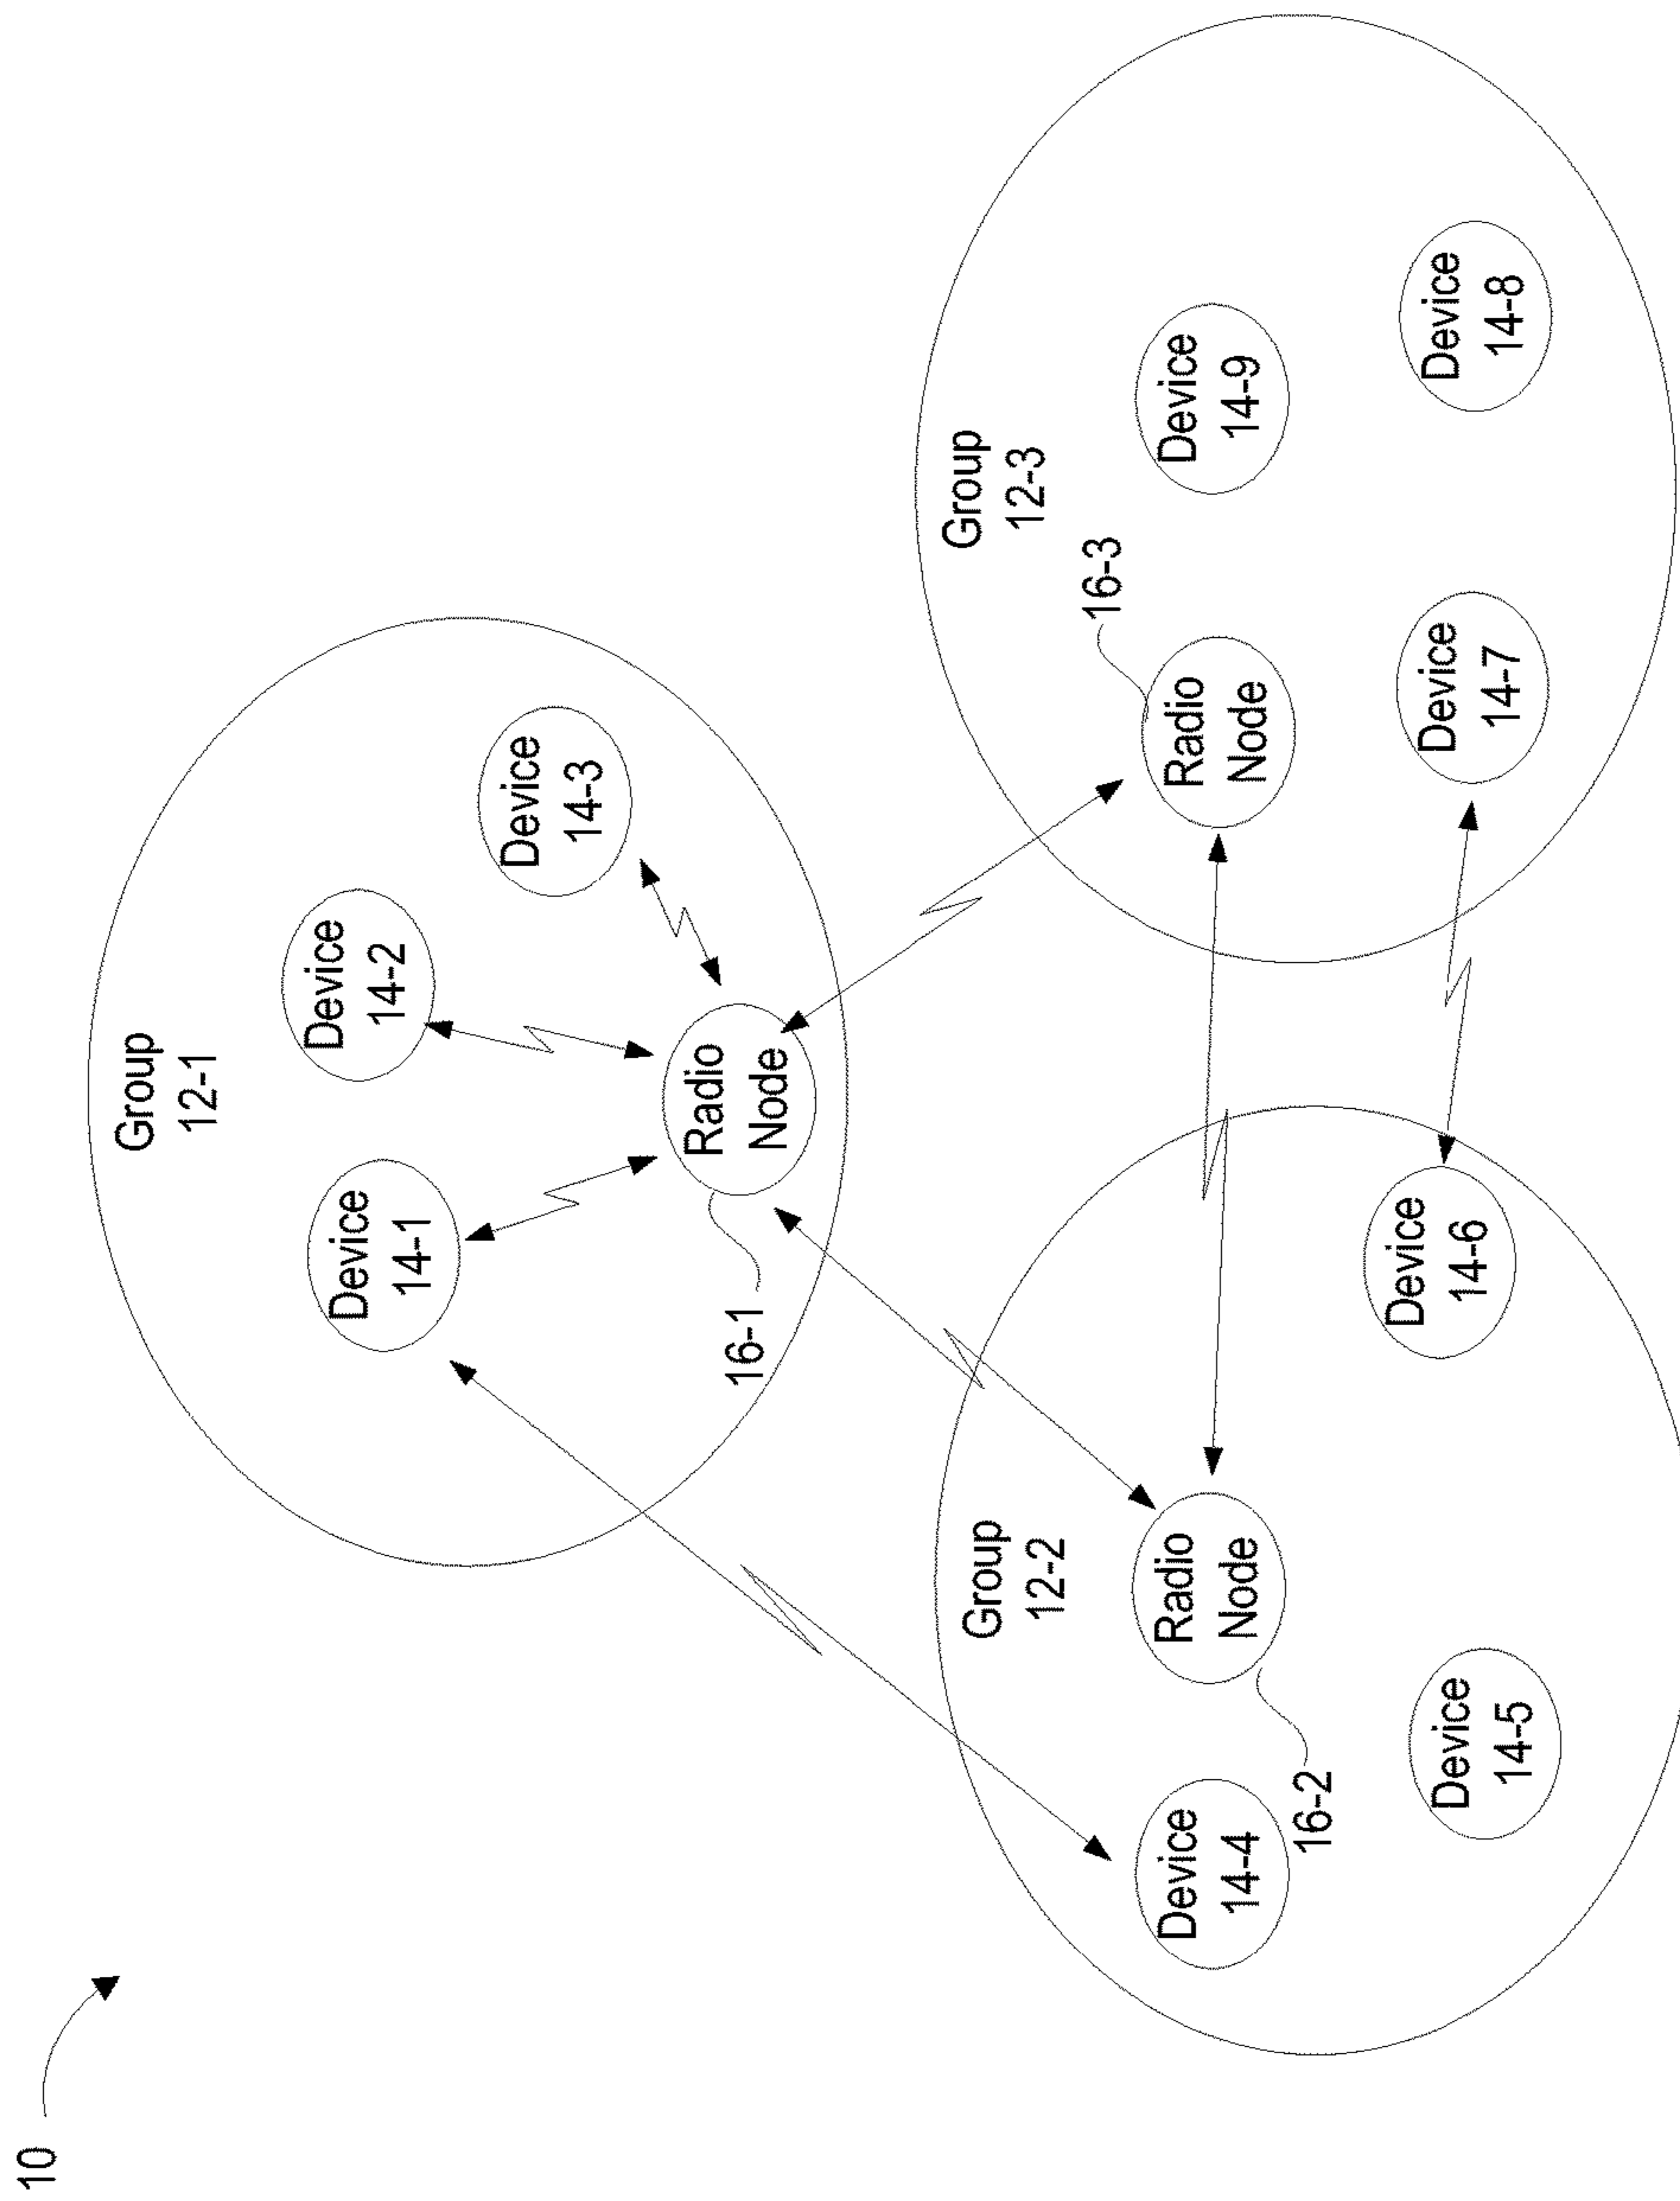 10
Group
12-1
Device
14-1
Device
14-2
Device
14-3
Radio
Node
16-1
Group
12-2
Device
14-4
Radio
Node
16-2
Device
14-5
Device
14-6
Group
12-3
16-3
Radio
Node
Device
14-9
Device
14-7
Device
14-8